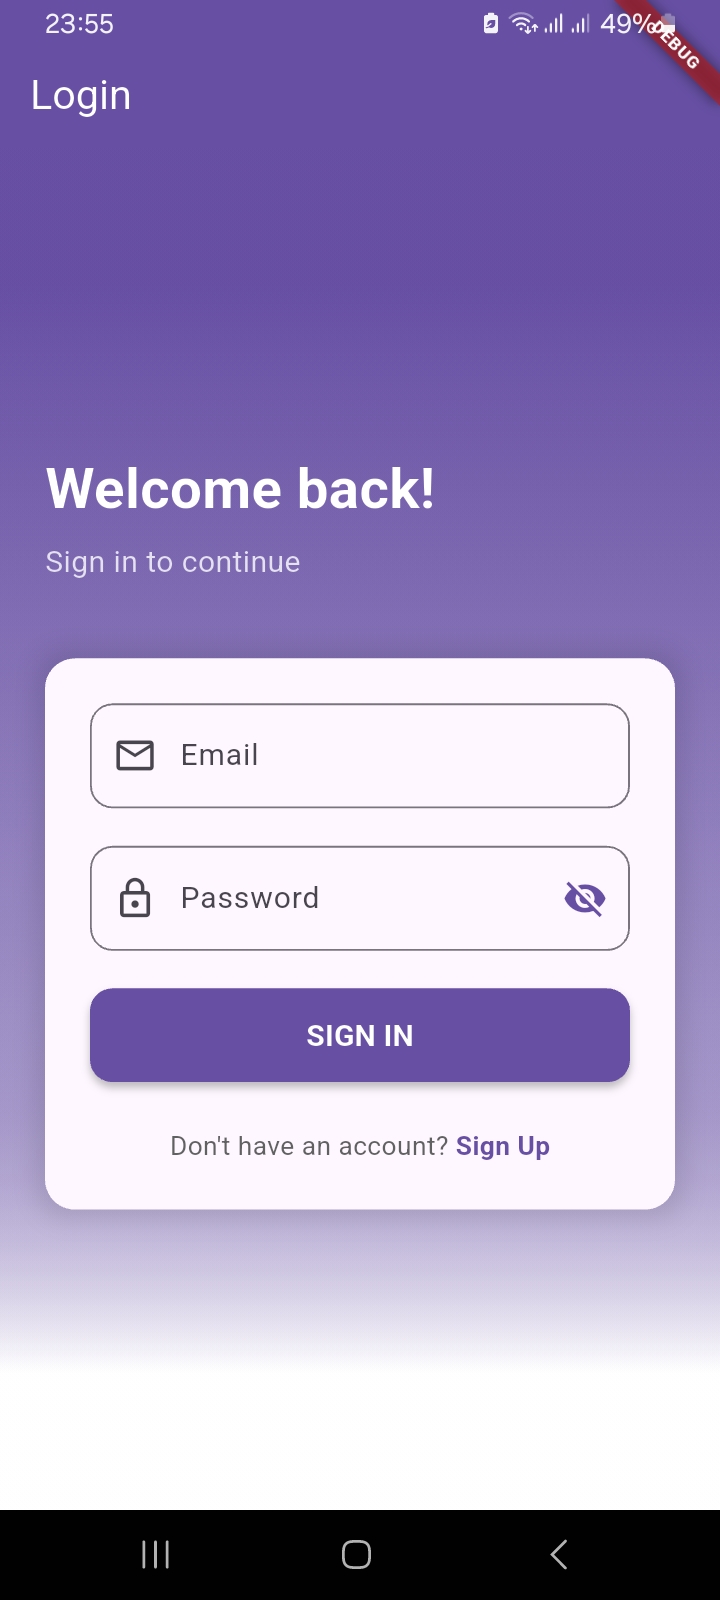 23:55
49%
DEBUG
Login
Welcome back!
Sign in to continue
Email
Password
SIGN IN
Don't have an account? Sign Up